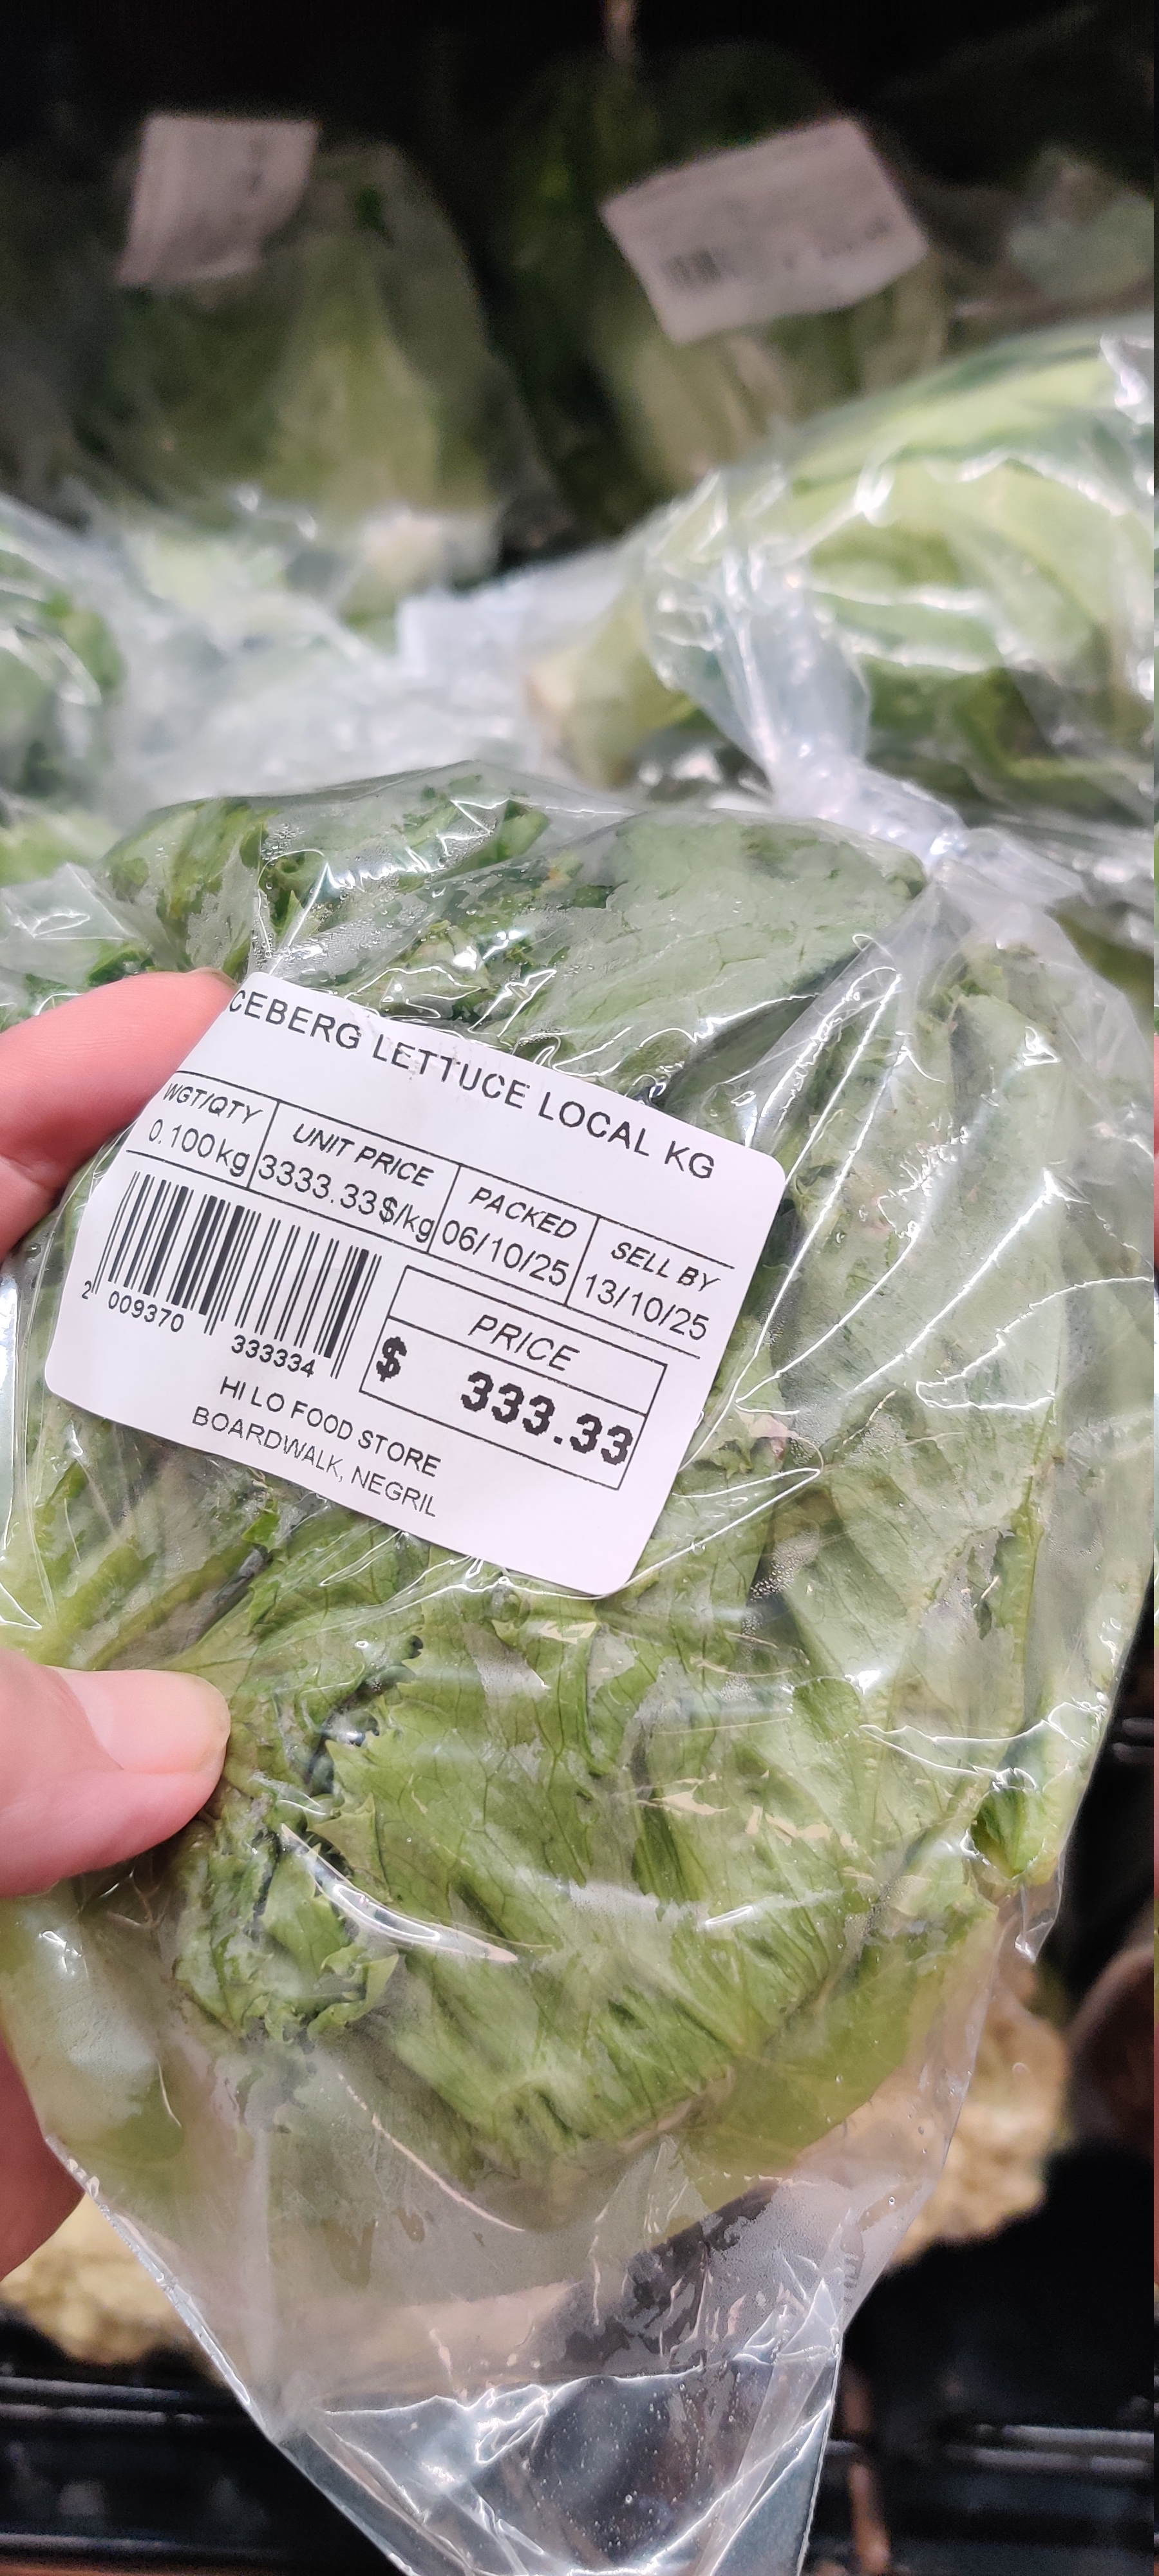 CEBERG LETTUCE LOCAL KG
WGT/QTY UNIT PRICE PACKED SELL BY
0.100kg 3333.33$/kg 06/10/25 13/10/25
2 009370 333334
PRICE
$ 333.33
HI LO FOOD STORE
BOARDWALK, NEGRIL